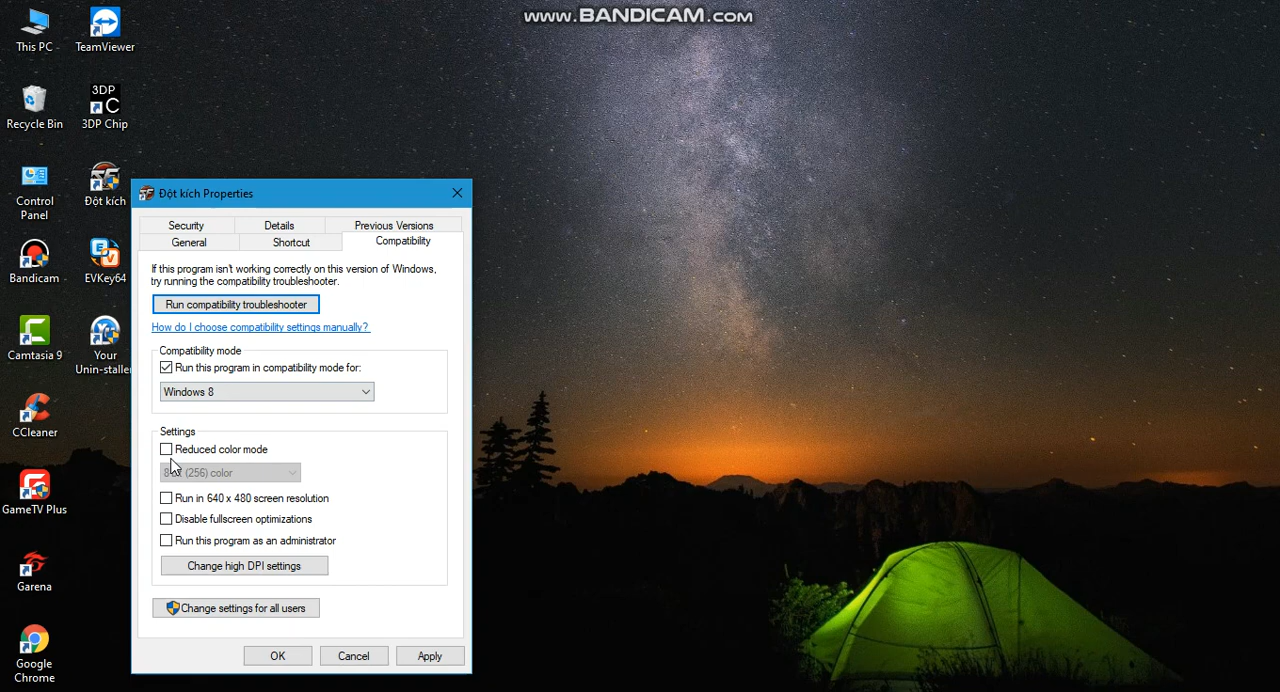 www.BANDICAM.com
This PC
TeamViewer
3DP
C
Recycle Bin
3DP Chip
Control
Panel
Đột kích
Bandicam
EVKey64
Camtasia 9
Your
Unin-staller
CCleaner
GameTV Plus
Garena
Google
Chrome
Đột kích Properties
Security
Details
Previous Versions
General
Shortcut
Compatibility
If this program isn't working correctly on this version of Windows,
try running the compatibility troubleshooter.
Run compatibility troubleshooter
How do I choose compatibility settings manually?
Compatibility mode
Run this program in compatibility mode for:
Windows 8
Settings
Reduced color mode
(256) color
Run in 640 x 480 screen resolution
Disable fullscreen optimizations
Run this program as an administrator
Change high DPI settings
Change settings for all users
OK
Cancel
Apply